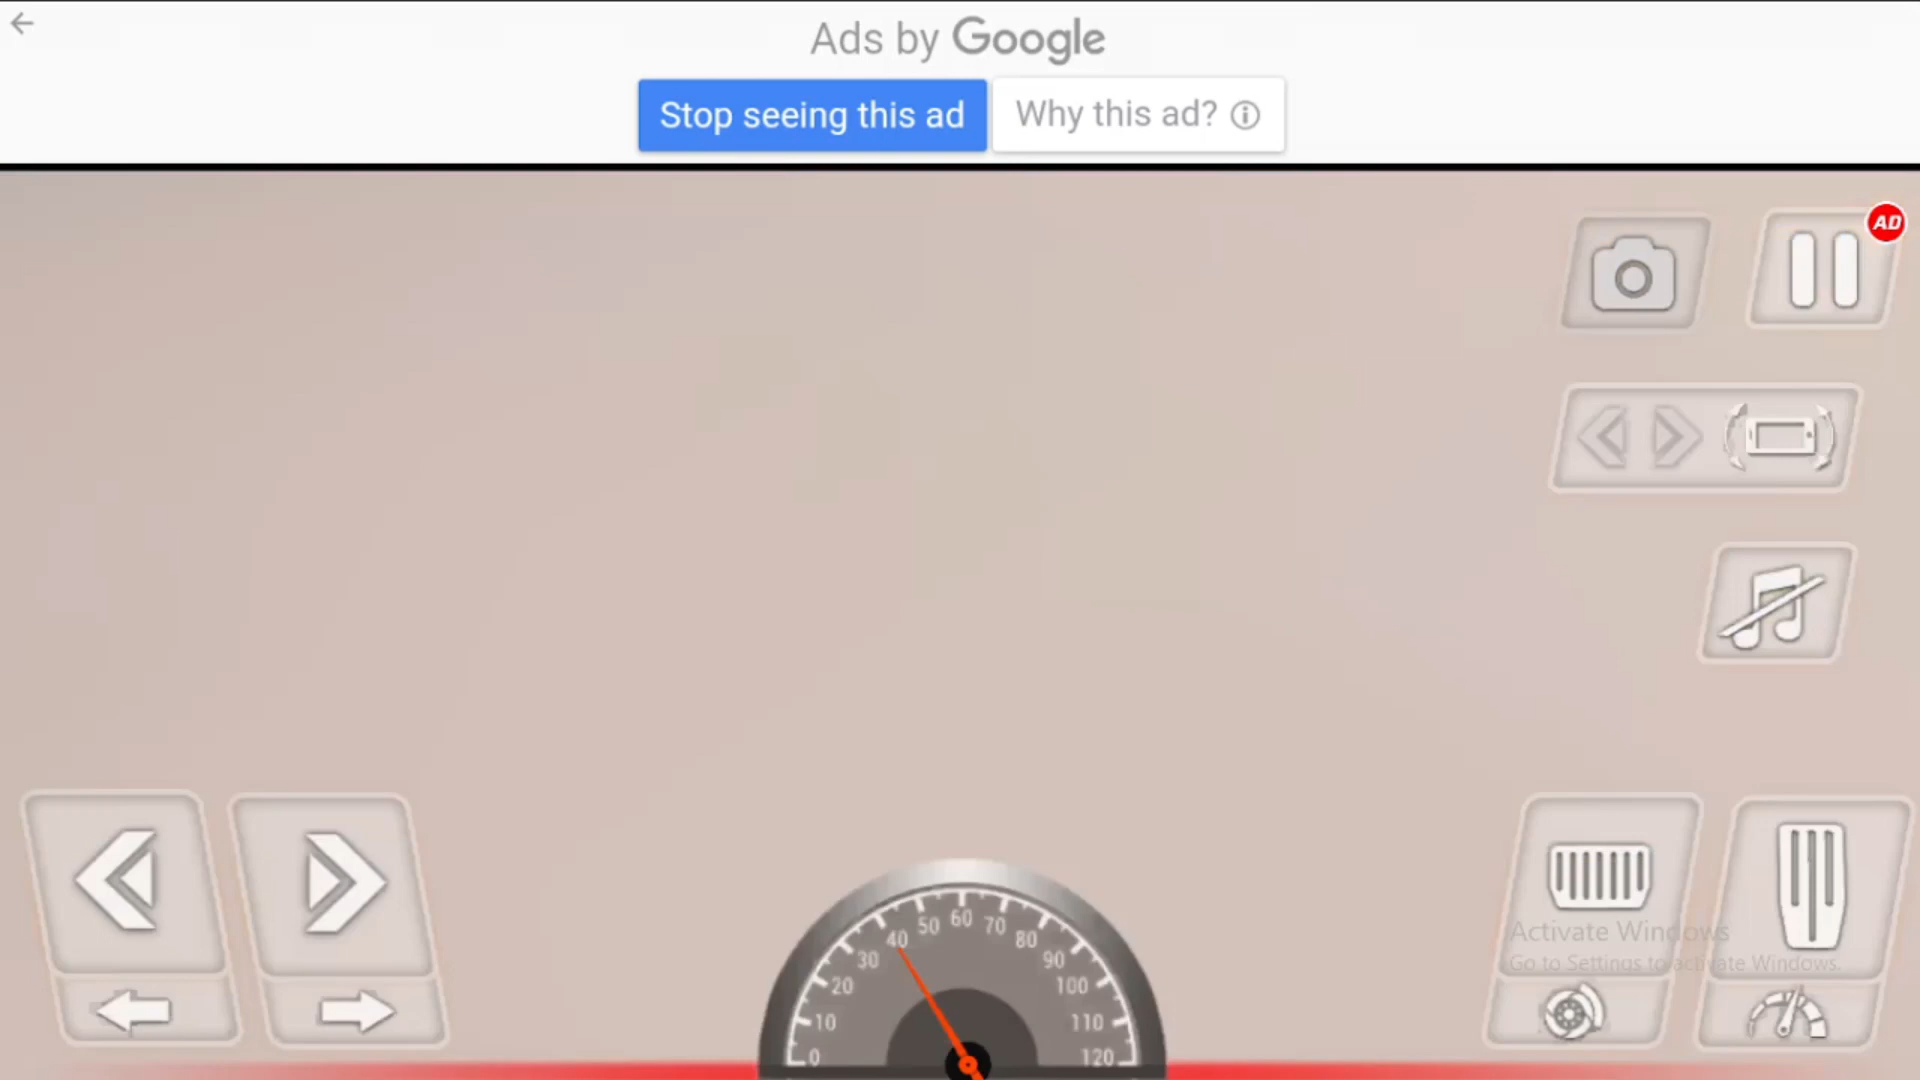 Ads by Google
Stop seeing this ad
Why this ad?
AD
0 10 20 30 40 50 60 70 80 90 100 110 120
Activate Windows
Go to Settings to activate Windows.